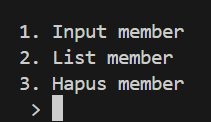 1. Input member
2. List member
3. Hapus member
>